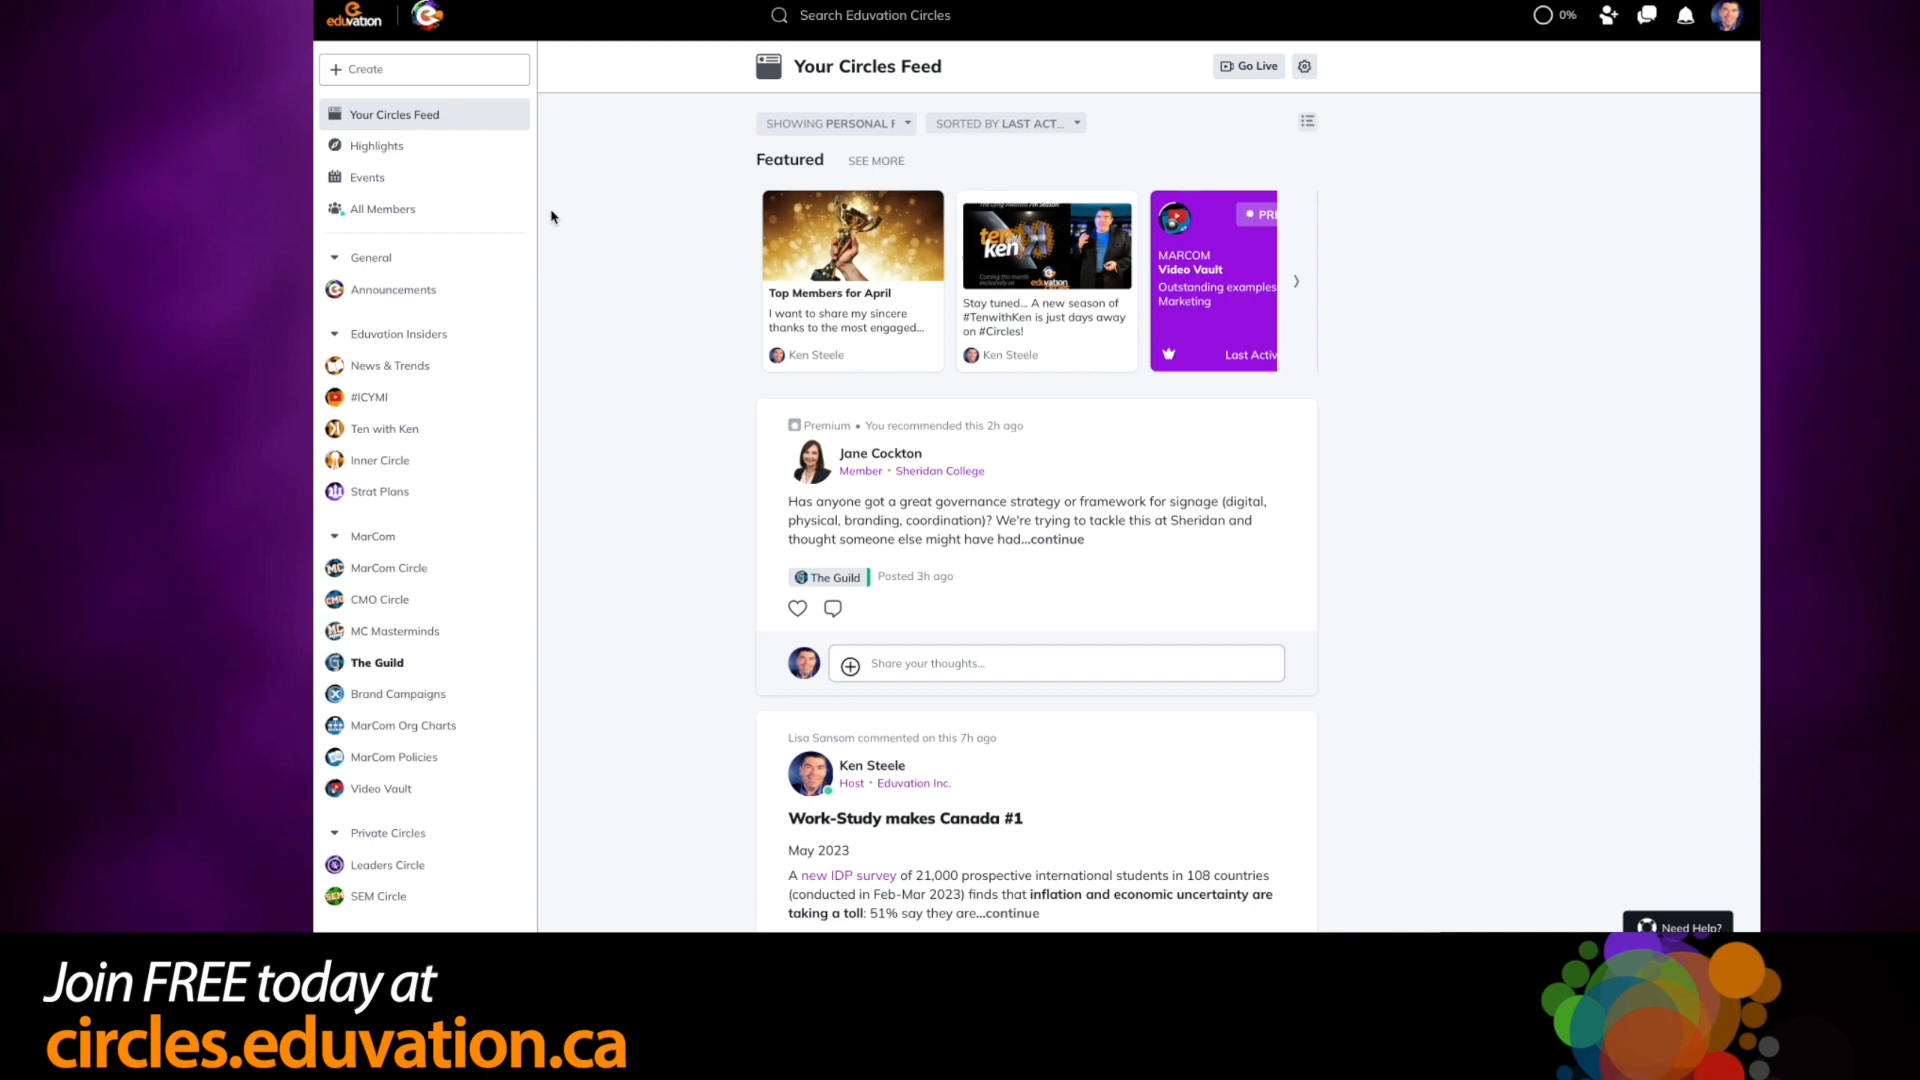 eduvation
Search Eduvation Circles
0%
Create
Your Circles Feed
Highlights
Events
All Members
General
Announcements
Eduvation Insiders
News & Trends
#ICYMI
Ten with Ken
Inner Circle
Strat Plans
MarCom
MarCom Circle
CMO Circle
MC Masterminds
The Guild
Brand Campaigns
MarCom Org Charts
MarCom Policies
Video Vault
Private Circles
Leaders Circle
SEM Circle
Your Circles Feed
Go Live
SHOWING PERSONAL F
SORTED BY LAST ACT...
Featured
SEE MORE
Top Members for April
I want to share my sincere
thanks to the most engaged...
Ken Steele
ten
ken
Coming this month
exclusively on
eduvation
Stay tuned... A new season of
#TenwithKen is just days away
on #Circles!
Ken Steele
PRE
MARCOM
Video Vault
Outstanding examples
Marketing
Last Activ
Premium • You recommended this 2h ago
Jane Cockton
Member • Sheridan College
Has anyone got a great governance strategy or framework for signage (digital,
physical, branding, coordination)? We're trying to tackle this at Sheridan and
thought someone else might have had...continue
The Guild
Posted 3h ago
Share your thoughts...
Lisa Sansom commented on this 7h ago
Ken Steele
Host • Eduvation Inc.
Work-Study makes Canada #1
May 2023
A new IDP survey of 21,000 prospective international students in 108 countries
(conducted in Feb-Mar 2023) finds that inflation and economic uncertainty are
taking a toll: 51% say they are...continue
Need Help?
Join FREE today at
circles.eduvation.ca